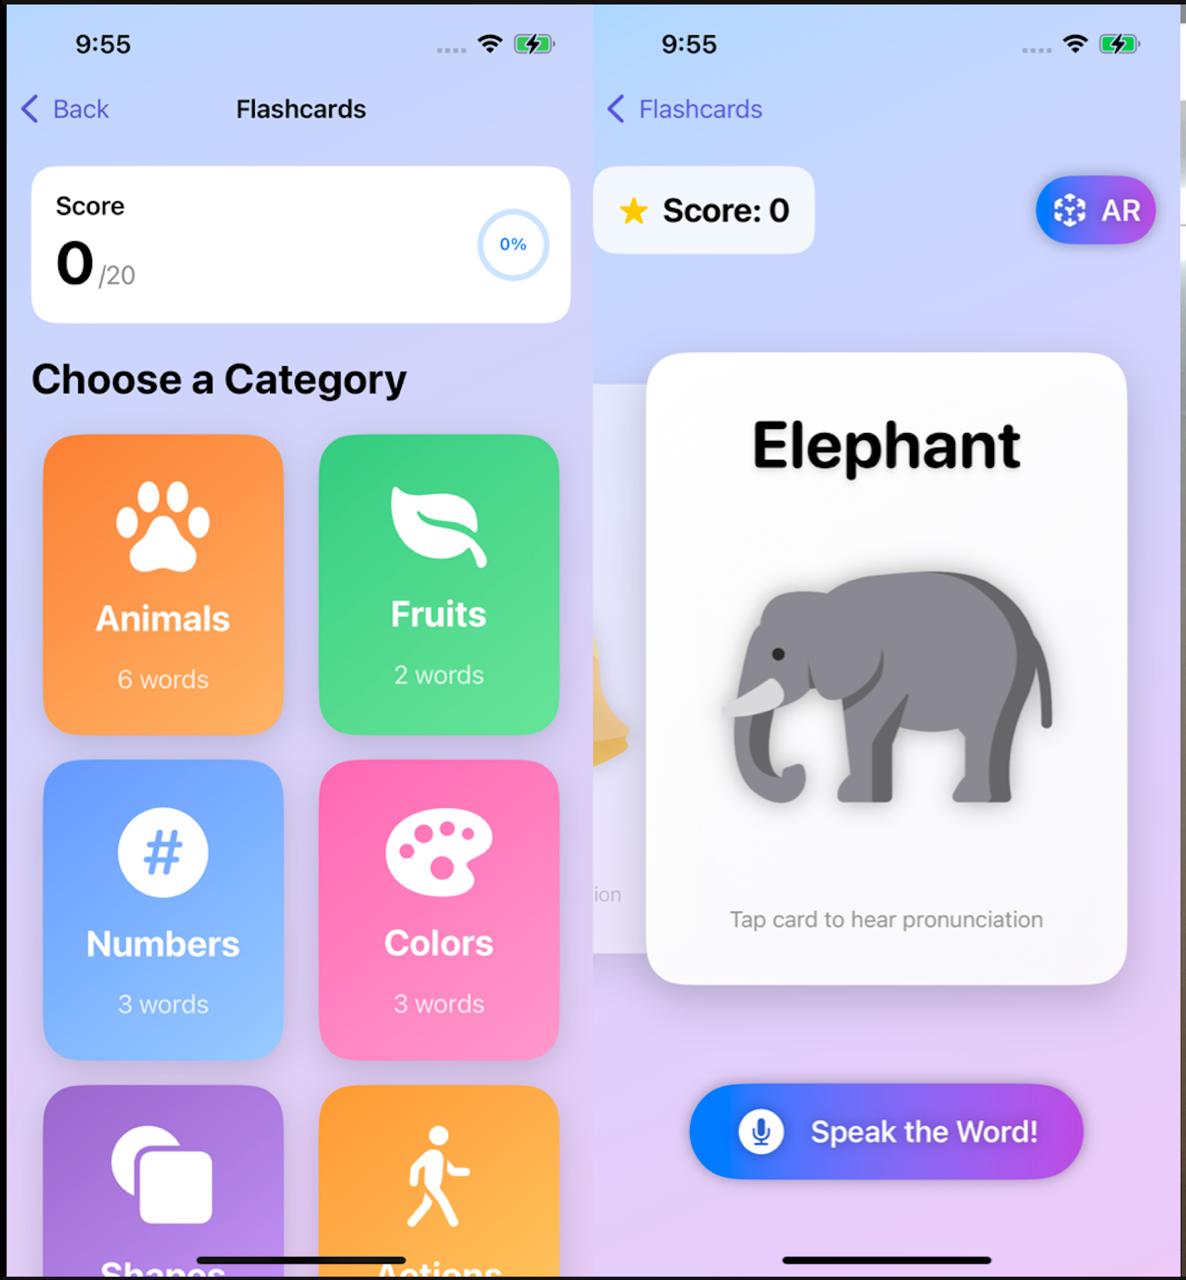 9:55
Back
Flashcards
Score
0/20
0%
Choose a Category
Animals
6 words
Fruits
2 words
#
Numbers
3 words
Colors
3 words
Shapes
Actions
9:55
Flashcards
Score: 0
AR
Elephant
ion
Tap card to hear pronunciation
Speak the Word!